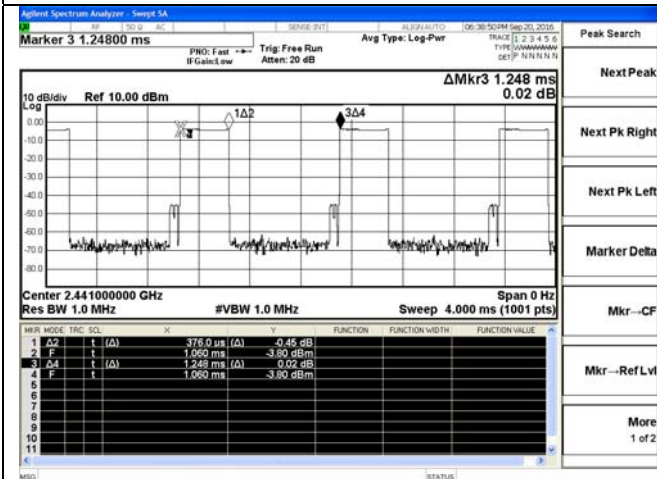 Agilent Spectrum Analyzer - Swept SA
RF 50 Ω AC SENSE:INT ALIGN AUTO 06:38:50 PM Sep 20, 2016
Marker 3 1.24800 ms
PNO: Fast
IFGain:Low
Trig: Free Run
Atten: 20 dB
Avg Type: Log-Pwr
TRACE 1 2 3 4 5 6
TYPE
DET P N N N N N
Peak Search
Next Peak
Next Pk Right
Next Pk Left
Marker Delta
Mkr→CF
Mkr→Ref Lvl
More
1 of 2
ΔMkr3 1.248 ms
0.02 dB
10 dB/div Ref 10.00 dBm
Log
0.00
-10.0
-20.0
-30.0
-40.0
-50.0
-60.0
-70.0
-80.0
1Δ2
3Δ4
Center 2.441000000 GHz Span 0 Hz
Res BW 1.0 MHz #VBW 1.0 MHz Sweep 4.000 ms (1001 pts)
MKR MODE TRC SCL X Y FUNCTION FUNCTION WIDTH FUNCTION VALUE
1 Δ2 t (Δ) 376.0 µs (Δ) -0.45 dB
2 F t 1.060 ms -3.80 dBm
3 Δ4 t (Δ) 1.248 ms (Δ) 0.02 dB
4 F t 1.060 ms -3.80 dBm
5
6
7
8
9
10
11
MSG STATUS